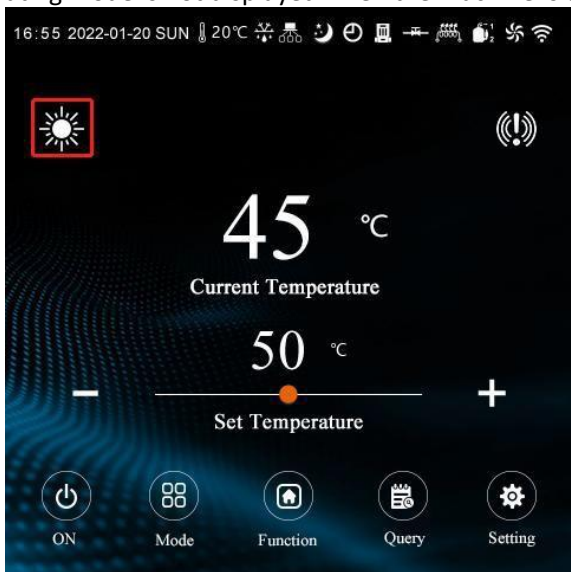 16:55 2022-01-20 SUN 20℃
45 ℃
Current Temperature
50 ℃
Set Temperature
ON Mode Function Query Setting